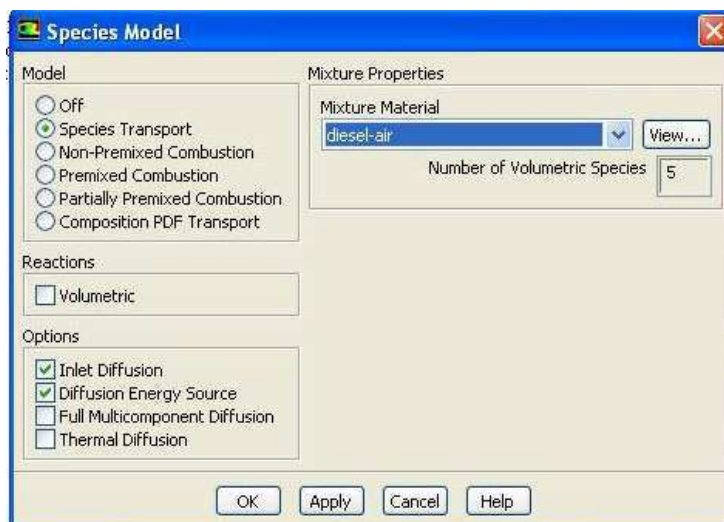 Species Model
Model
Off
Species Transport
Non-Premixed Combustion
Premixed Combustion
Partially Premixed Combustion
Composition PDF Transport
Reactions
Volumetric
Options
Inlet Diffusion
Diffusion Energy Source
Full Multicomponent Diffusion
Thermal Diffusion
Mixture Properties
Mixture Material
diesel-air
View...
Number of Volumetric Species 5
OK Apply Cancel Help